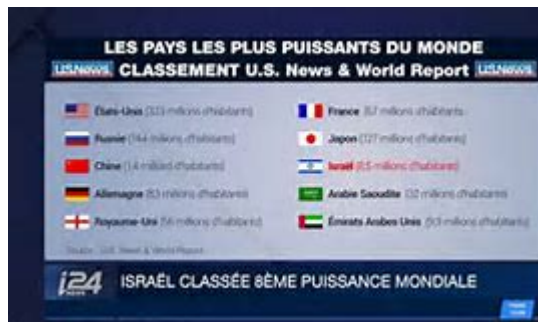 LES PAYS LES PLUS PUISSANTS DU MONDE
U.S.News CLASSEMENT U.S. News & World Report U.S.News
États-Unis (323 millions d'habitants)
Russie (144 millions d'habitants)
Chine (1.4 milliard d'habitants)
Allemagne (83 millions d'habitants)
Royaume-Uni millions d'habitants)
France (67 millions d'habitants)
Japon (127 millions d'habitants)
Israël (8.5 millions d'habitants)
Arabie Saoudite (32 millions d'habitants)
Émirats Arabes Unis millions d'habitants)
Source : U.S. News & World Report
i24
NEWS
ISRAËL CLASSÉE 8ÈME PUISSANCE MONDIALE